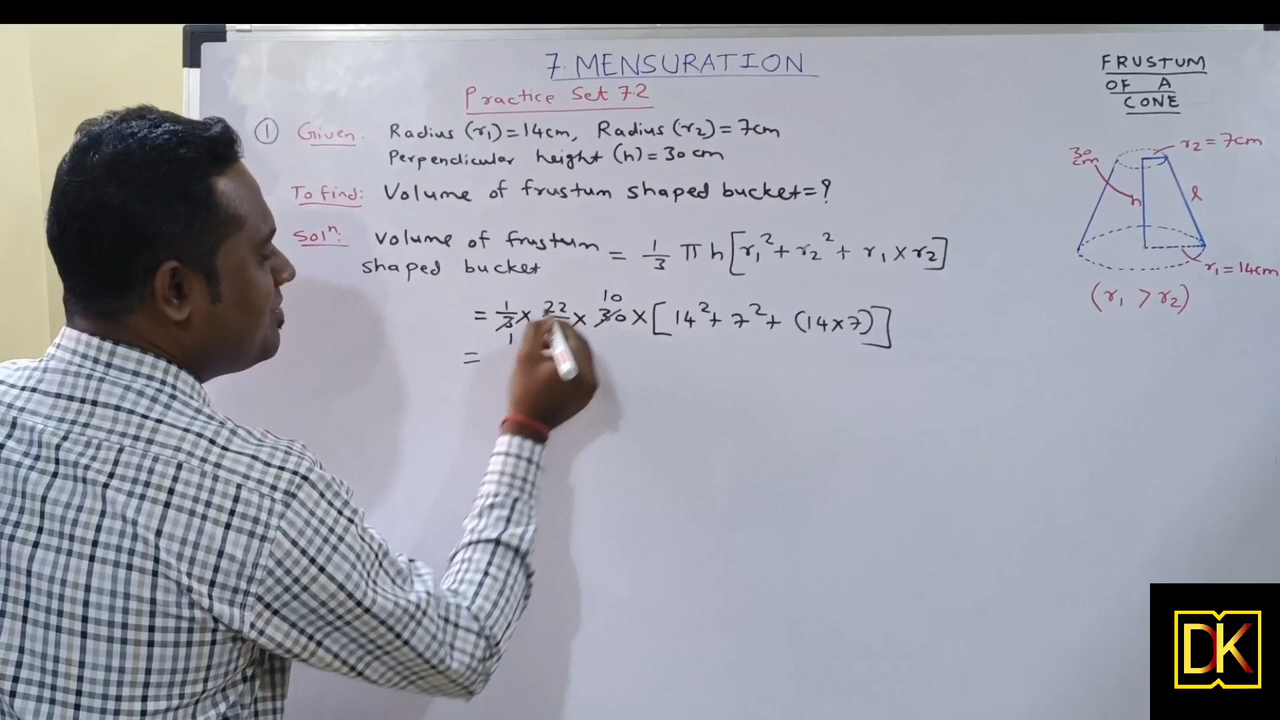 7. MENSURATION
Practice Set 7.2
① Given: Radius (r₁) = 14cm, Radius (r₂) = 7cm
Perpendicular height (h) = 30 cm
To find: Volume of frustum shaped bucket = ?
Solⁿ: Volume of frustum shaped bucket = 1/3 π h [r₁² + r₂² + r₁ × r₂]
= 1/3 × 22 × 30 × [14² + 7² + (14×7)]
1 10
=
FRUSTUM
OF A
CONE
30 cm
r₂ = 7cm
h
l
r₁ = 14cm
(r₁ > r₂)
DK